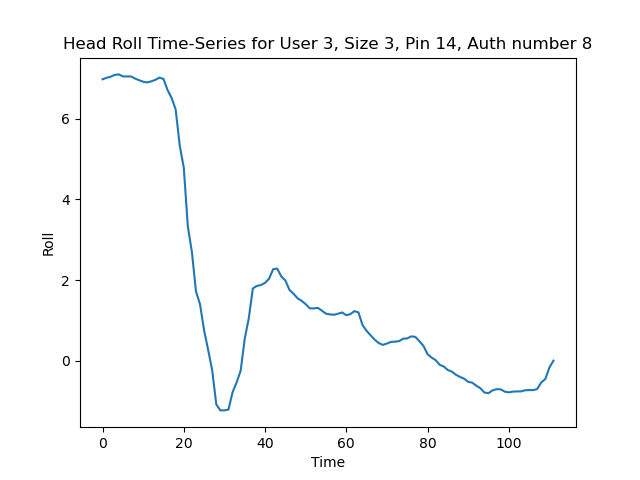 Head Roll Time-Series for User 3, Size 3, Pin 14, Auth number 8
6
4
2
0
Roll
0 20 40 60 80 100
Time